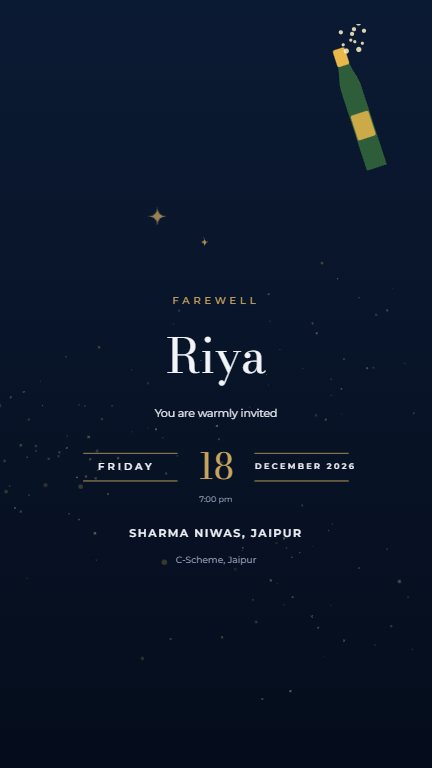 FAREWELL
Riya
You are warmly invited
FRIDAY 18 DECEMBER 2026
7:00 pm
SHARMA NIWAS, JAIPUR
C-Scheme, Jaipur